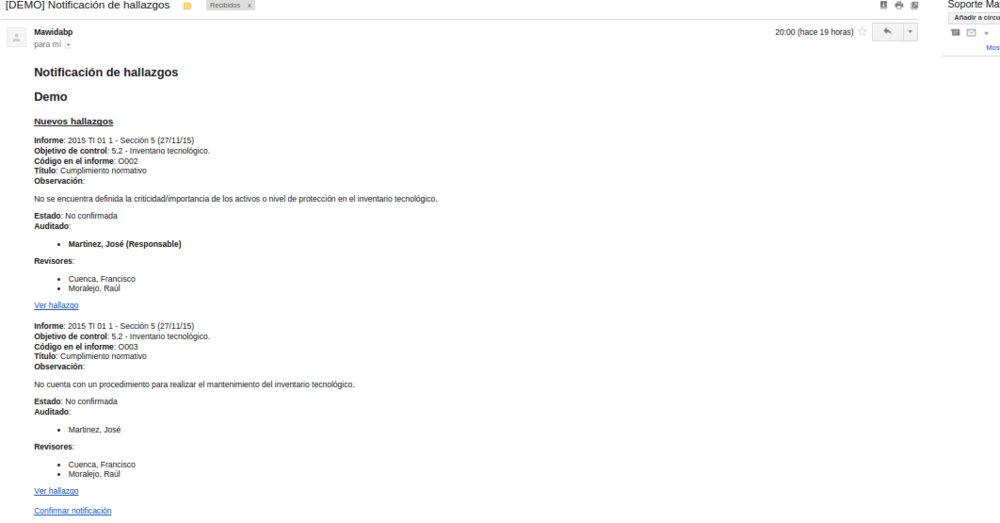 [DEMO] Notificación de hallazgos
Recibidos x
Soporte
Mawidabp
20:00 (hace 19 horas)
Añadir a
para mí
Notificación de hallazgos
Demo
Nuevos hallazgos
Informe: 2015 TI 01 1 - Sección 5 (27/11/15)
Objetivo de control: 5.2 - Inventario tecnológico.
Código en el informe: O002
Título: Cumplimiento normativo
Observación:
No se encuentra definida la criticidad/importancia de los activos o nivel de protección en el inventario tecnológico.
Estado: No confirmada
Auditado:
Martinez, José (Responsable)
Revisores:
Cuenca, Francisco
Moralejo, Raúl
Ver hallazgo
Informe: 2015 TI 01 1 - Sección 5 (27/11/15)
Objetivo de control: 5.2 - Inventario tecnológico.
Código en el informe: O003
Título: Cumplimiento normativo
Observación:
No cuenta con un procedimiento para realizar el mantenimiento del inventario tecnológico.
Estado: No confirmada
Auditado:
Martinez, José
Revisores:
Cuenca, Francisco
Moralejo, Raúl
Ver hallazgo
Confirmar notificación